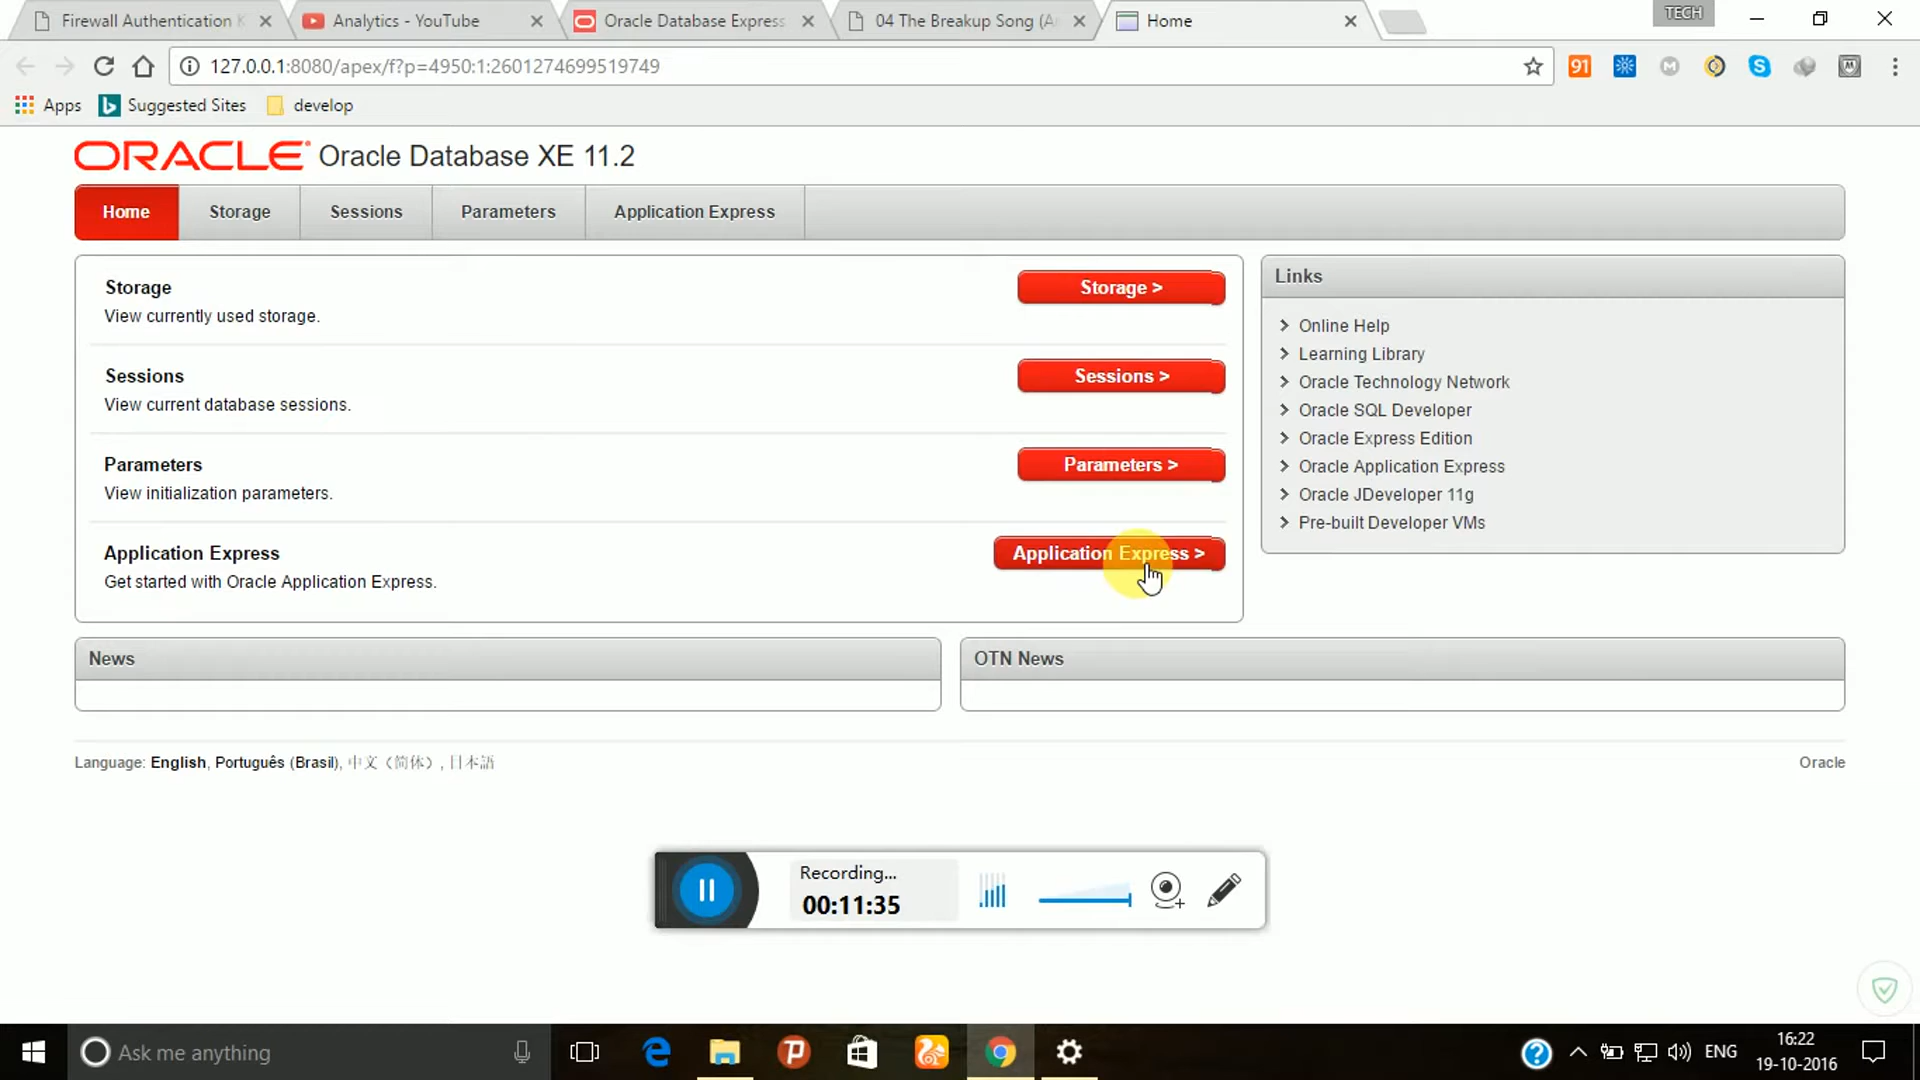 Firewall Authentication K
Analytics - YouTube
Oracle Database Express
04 The Breakup Song (A
Home
TECH
127.0.0.1:8080/apex/f?p=4950:1:2601274699519749
91
Apps
Suggested Sites
develop
ORACLE Oracle Database XE 11.2
Home
Storage
Sessions
Parameters
Application Express
Storage
Storage >
View currently used storage.
Sessions
Sessions >
View current database sessions.
Parameters
Parameters >
View initialization parameters.
Application Express
Application Express >
Get started with Oracle Application Express.
Links
Online Help
Learning Library
Oracle Technology Network
Oracle SQL Developer
Oracle Express Edition
Oracle Application Express
Oracle JDeveloper 11g
Pre-built Developer VMs
News
OTN News
Language: English, Português (Brasil), 中文（简体）, 日本語
Oracle
Recording...
00:11:35
Ask me anything
ENG
16:22
19-10-2016